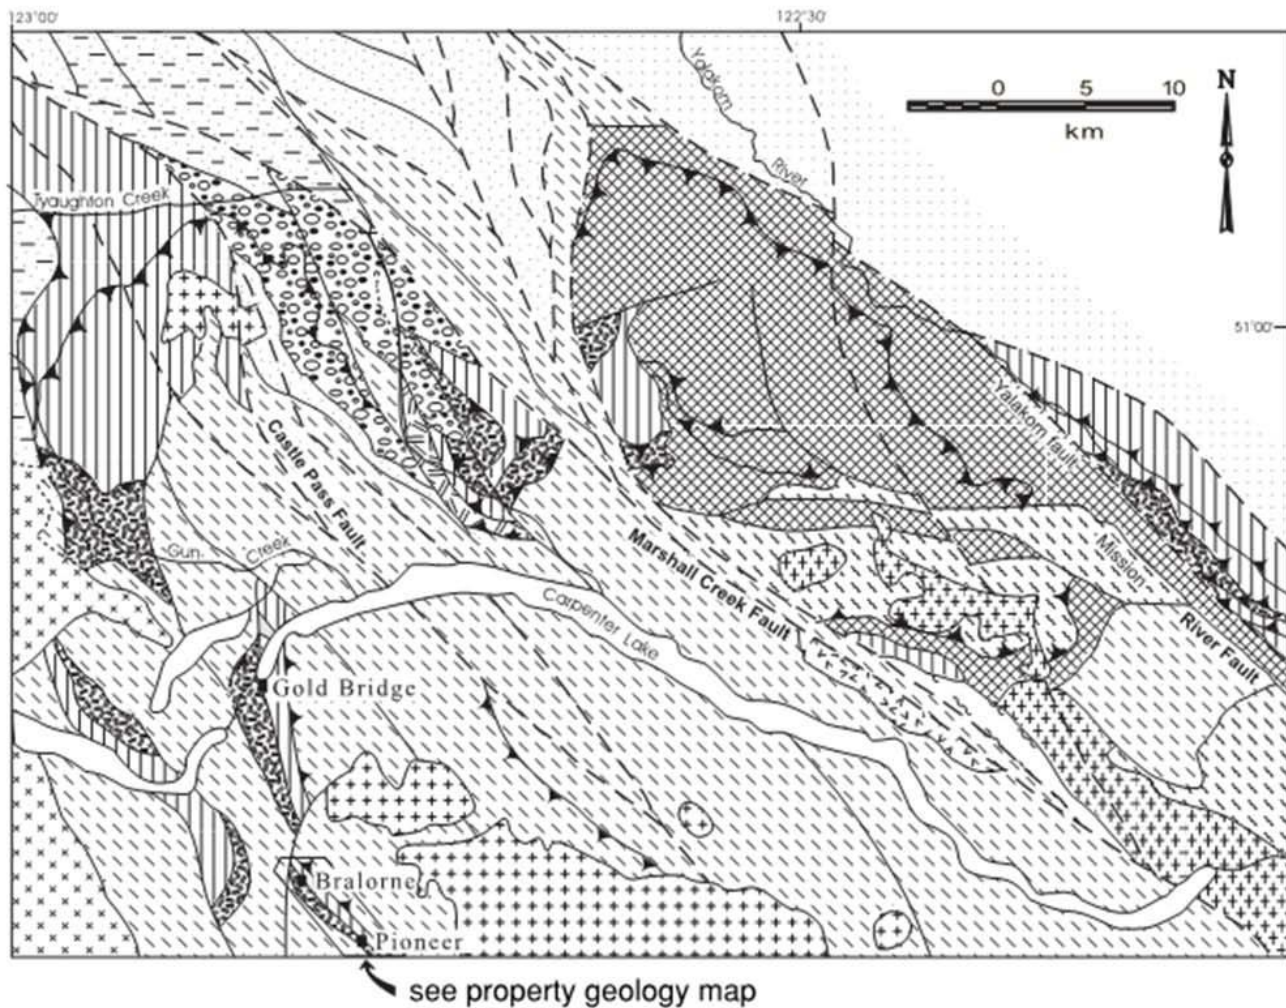 123°00'
122°30'
Yalakom
River
0 5 10
km
N
Tyaughton Creek
51°00'
Castle Pass Fault
Yalakom fault
Gun Creek
Marshall Creek Fault
Mission
River Fault
Carpenter Lake
Gold Bridge
Bralorne
Pioneer
see property geology map